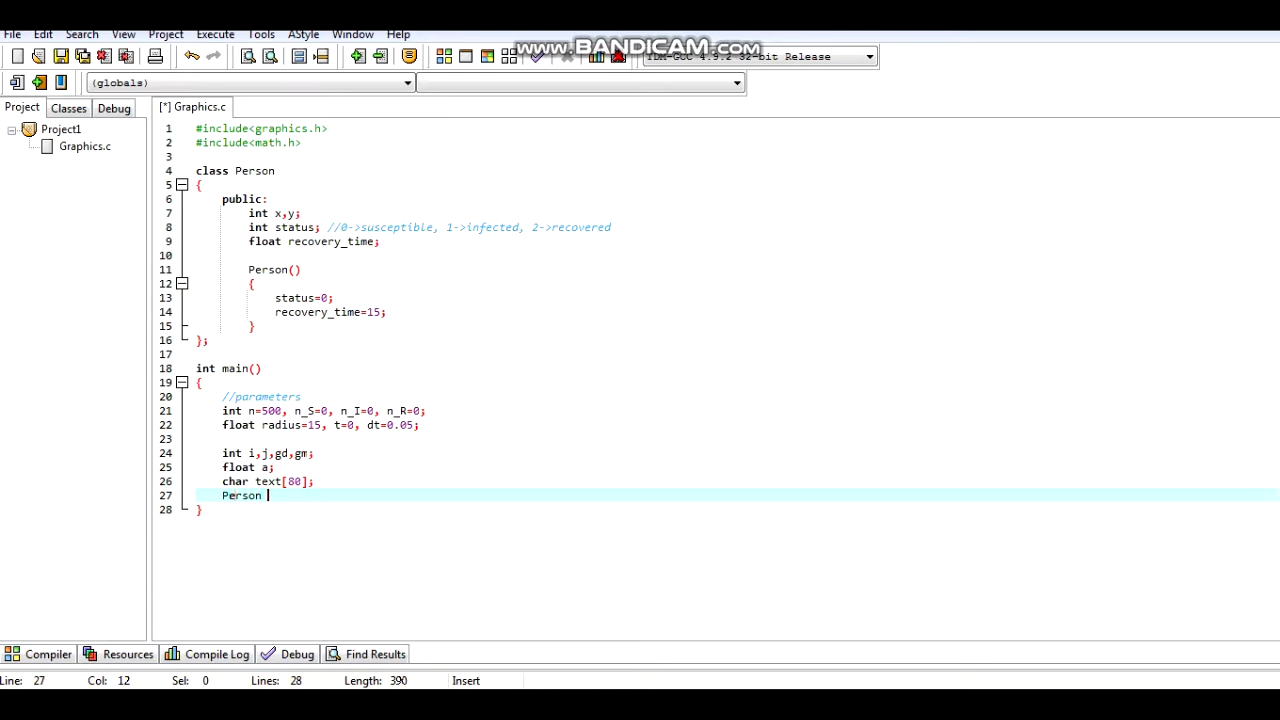 www.BANDICAM.com
File Edit Search View Project Execute Tools AStyle Window Help
TDM-GCC 4.9.2 32-bit Release
(globals)
Project Classes Debug
[*] Graphics.c
Project1
Graphics.c
1 #include<graphics.h>
2 #include<math.h>
3
4 class Person
5 {
6 public:
7 int x,y;
8 int status; //0->susceptible, 1->infected, 2->recovered
9 float recovery_time;
10
11 Person()
12 {
13 status=0;
14 recovery_time=15;
15 }
16 };
17
18 int main()
19 {
20 //parameters
21 int n=500, n_S=0, n_I=0, n_R=0;
22 float radius=15, t=0, dt=0.05;
23
24 int i,j,gd,gm;
25 float a;
26 char text[80];
27 Person
28 }
Compiler Resources Compile Log Debug Find Results
Line: 27 Col: 12 Sel: 0 Lines: 28 Length: 390 Insert